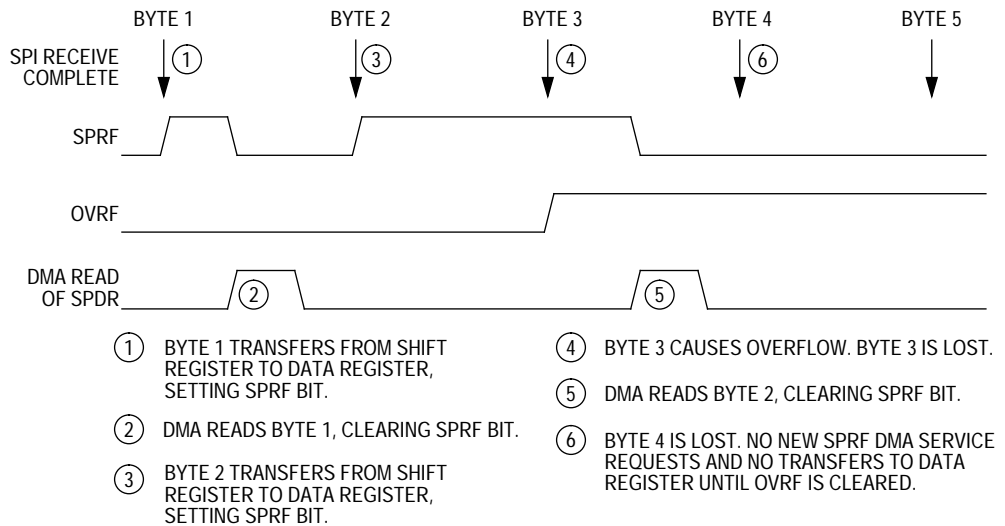 BYTE 1 BYTE 2 BYTE 3 BYTE 4 BYTE 5
SPI RECEIVE
COMPLETE
1 3 4 6
SPRF
OVRF
DMA READ
OF SPDR
2 5
1 BYTE 1 TRANSFERS FROM SHIFT
REGISTER TO DATA REGISTER,
SETTING SPRF BIT.
2 DMA READS BYTE 1, CLEARING SPRF BIT.
3 BYTE 2 TRANSFERS FROM SHIFT
REGISTER TO DATA REGISTER,
SETTING SPRF BIT.
4 BYTE 3 CAUSES OVERFLOW. BYTE 3 IS LOST.
5 DMA READS BYTE 2, CLEARING SPRF BIT.
6 BYTE 4 IS LOST. NO NEW SPRF DMA SERVICE
REQUESTS AND NO TRANSFERS TO DATA
REGISTER UNTIL OVRF IS CLEARED.